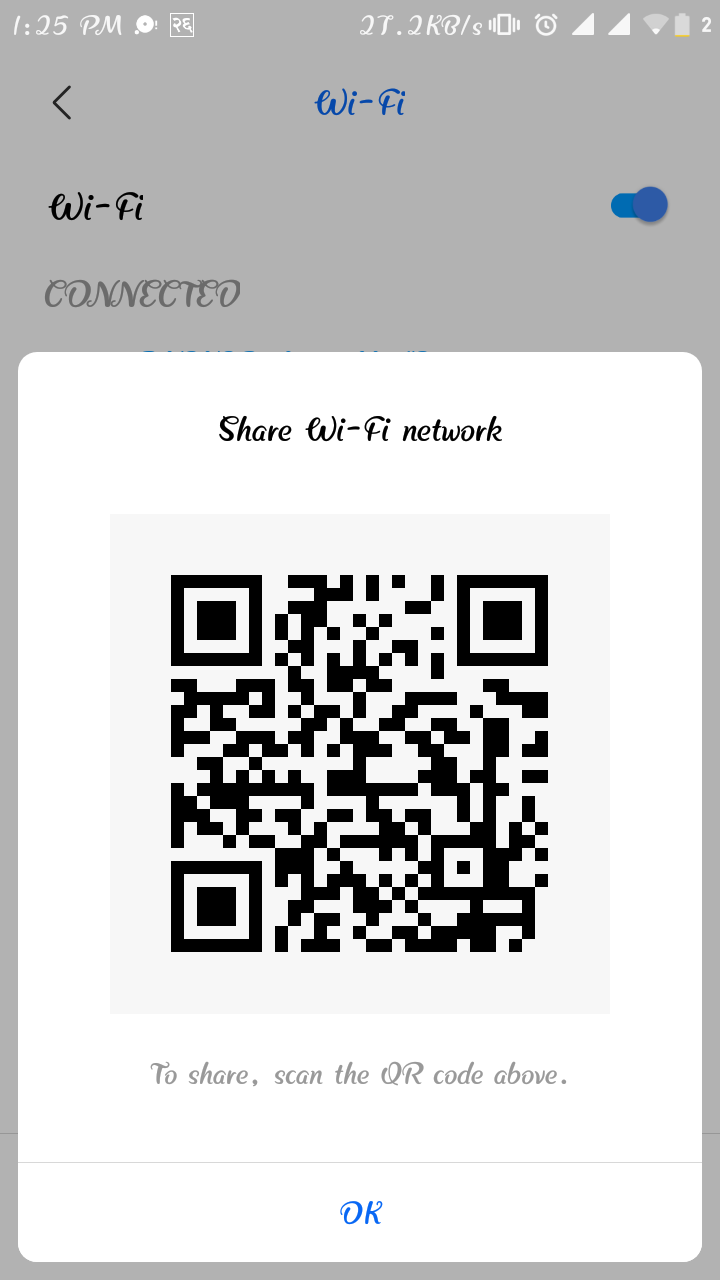 1:25 PM २६ 27.2KB/s 2
Wi-Fi
Wi-Fi
CONNECTED
Share Wi-Fi network
To share, scan the QR code above.
OK